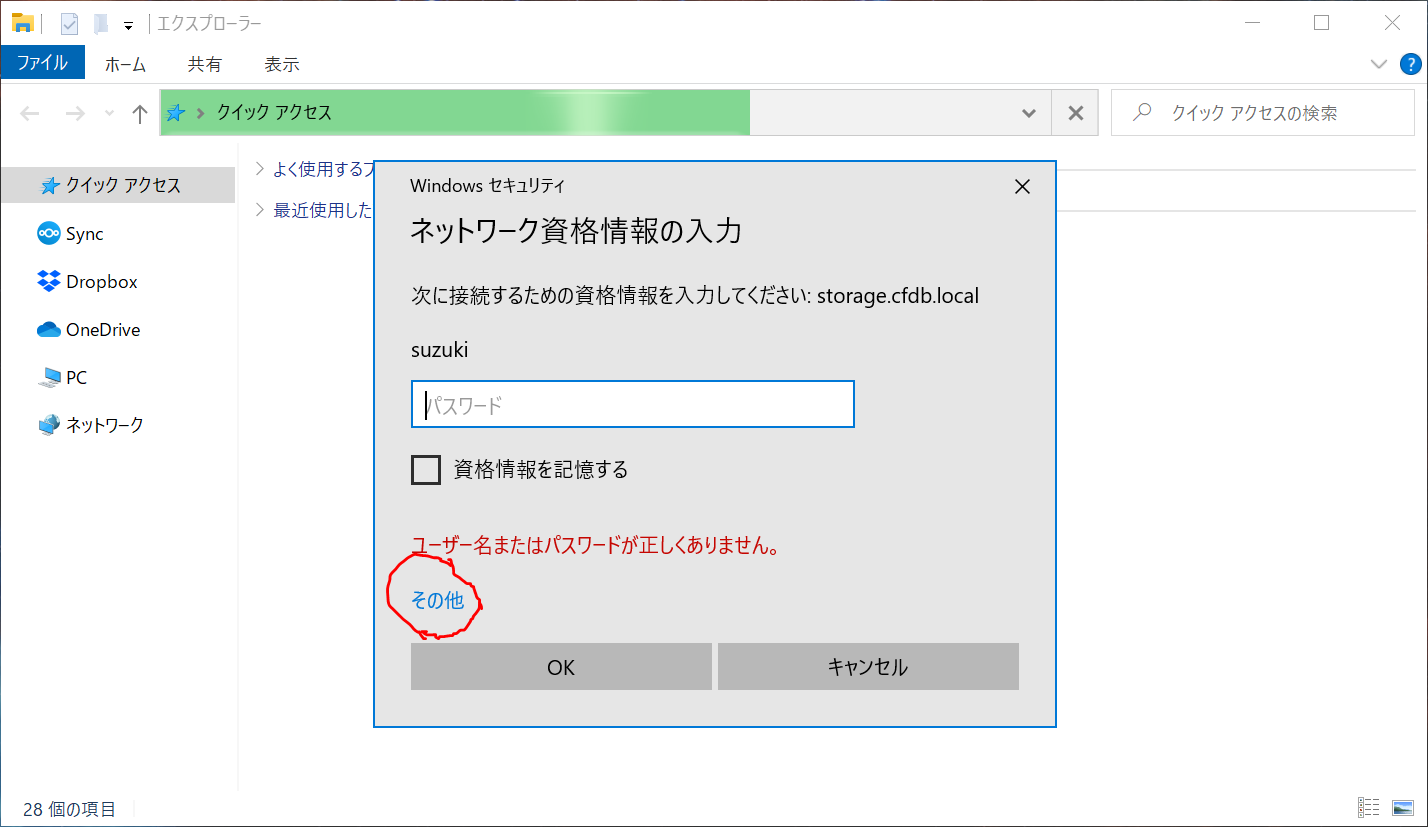 エクスプローラー
ファイル ホーム 共有 表示
クイック アクセス
クイック アクセスの検索
クイック アクセス
Sync
Dropbox
OneDrive
PC
ネットワーク
よく使用するフ
最近使用した
Windows セキュリティ
ネットワーク資格情報の入力
次に接続するための資格情報を入力してください: storage.cfdb.local
suzuki
パスワード
資格情報を記憶する
ユーザー名またはパスワードが正しくありません。
その他
OK キャンセル
28 個の項目